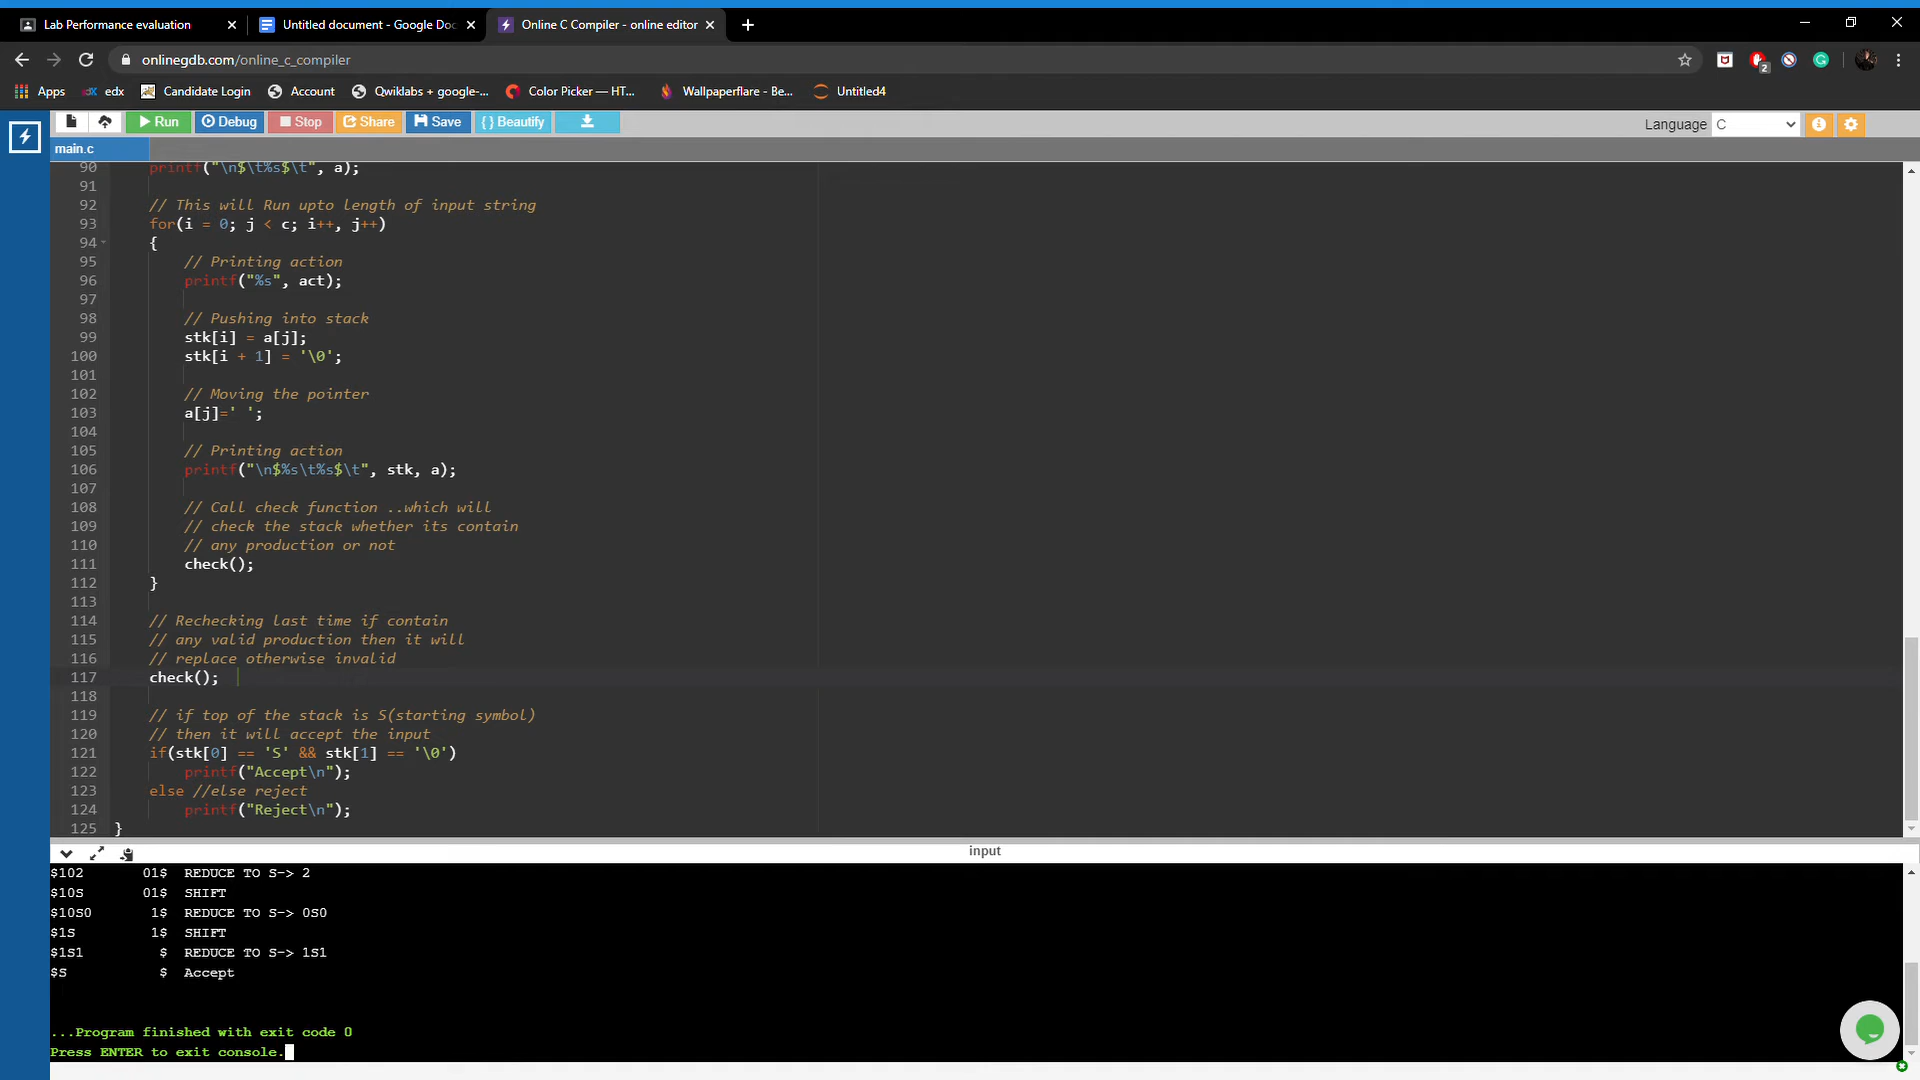 Lab Performance evaluation
Untitled document - Google Doc
Online C Compiler - online editor
onlinegdb.com/online_c_compiler
2
Apps
edx
Candidate Login
Account
Qwiklabs + google-...
Color Picker — HT...
Wallpaperflare - Be...
Untitled4
Run
Debug
Stop
Share
Save
{ } Beautify
Language
C
main.c
90 printf("\n$\t%s$\t", a);
91
92 // This will Run upto length of input string
93 for(i = 0; j < c; i++, j++)
94 {
95 // Printing action
96 printf("%s", act);
97
98 // Pushing into stack
99 stk[i] = a[j];
100 stk[i + 1] = '\0';
101
102 // Moving the pointer
103 a[j]=' ';
104
105 // Printing action
106 printf("\n$%s\t%s$\t", stk, a);
107
108 // Call check function ..which will
109 // check the stack whether its contain
110 // any production or not
111 check();
112 }
113
114 // Rechecking last time if contain
115 // any valid production then it will
116 // replace otherwise invalid
117 check();
118
119 // if top of the stack is S(starting symbol)
120 // then it will accept the input
121 if(stk[0] == 'S' && stk[1] == '\0')
122 printf("Accept\n");
123 else //else reject
124 printf("Reject\n");
125 }
input
$102 01$ REDUCE TO S-> 2
$10S 01$ SHIFT
$10S0 1$ REDUCE TO S-> 0S0
$1S 1$ SHIFT
$1S1 $ REDUCE TO S-> 1S1
$S $ Accept
...Program finished with exit code 0
Press ENTER to exit console.